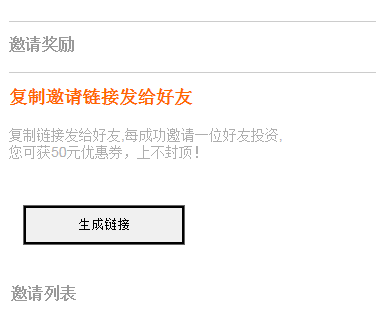 邀请奖励
复制邀请链接发给好友
复制链接发给好友,每成功邀请一位好友投资,
您可获50元优惠券，上不封顶！
生成链接
邀请列表